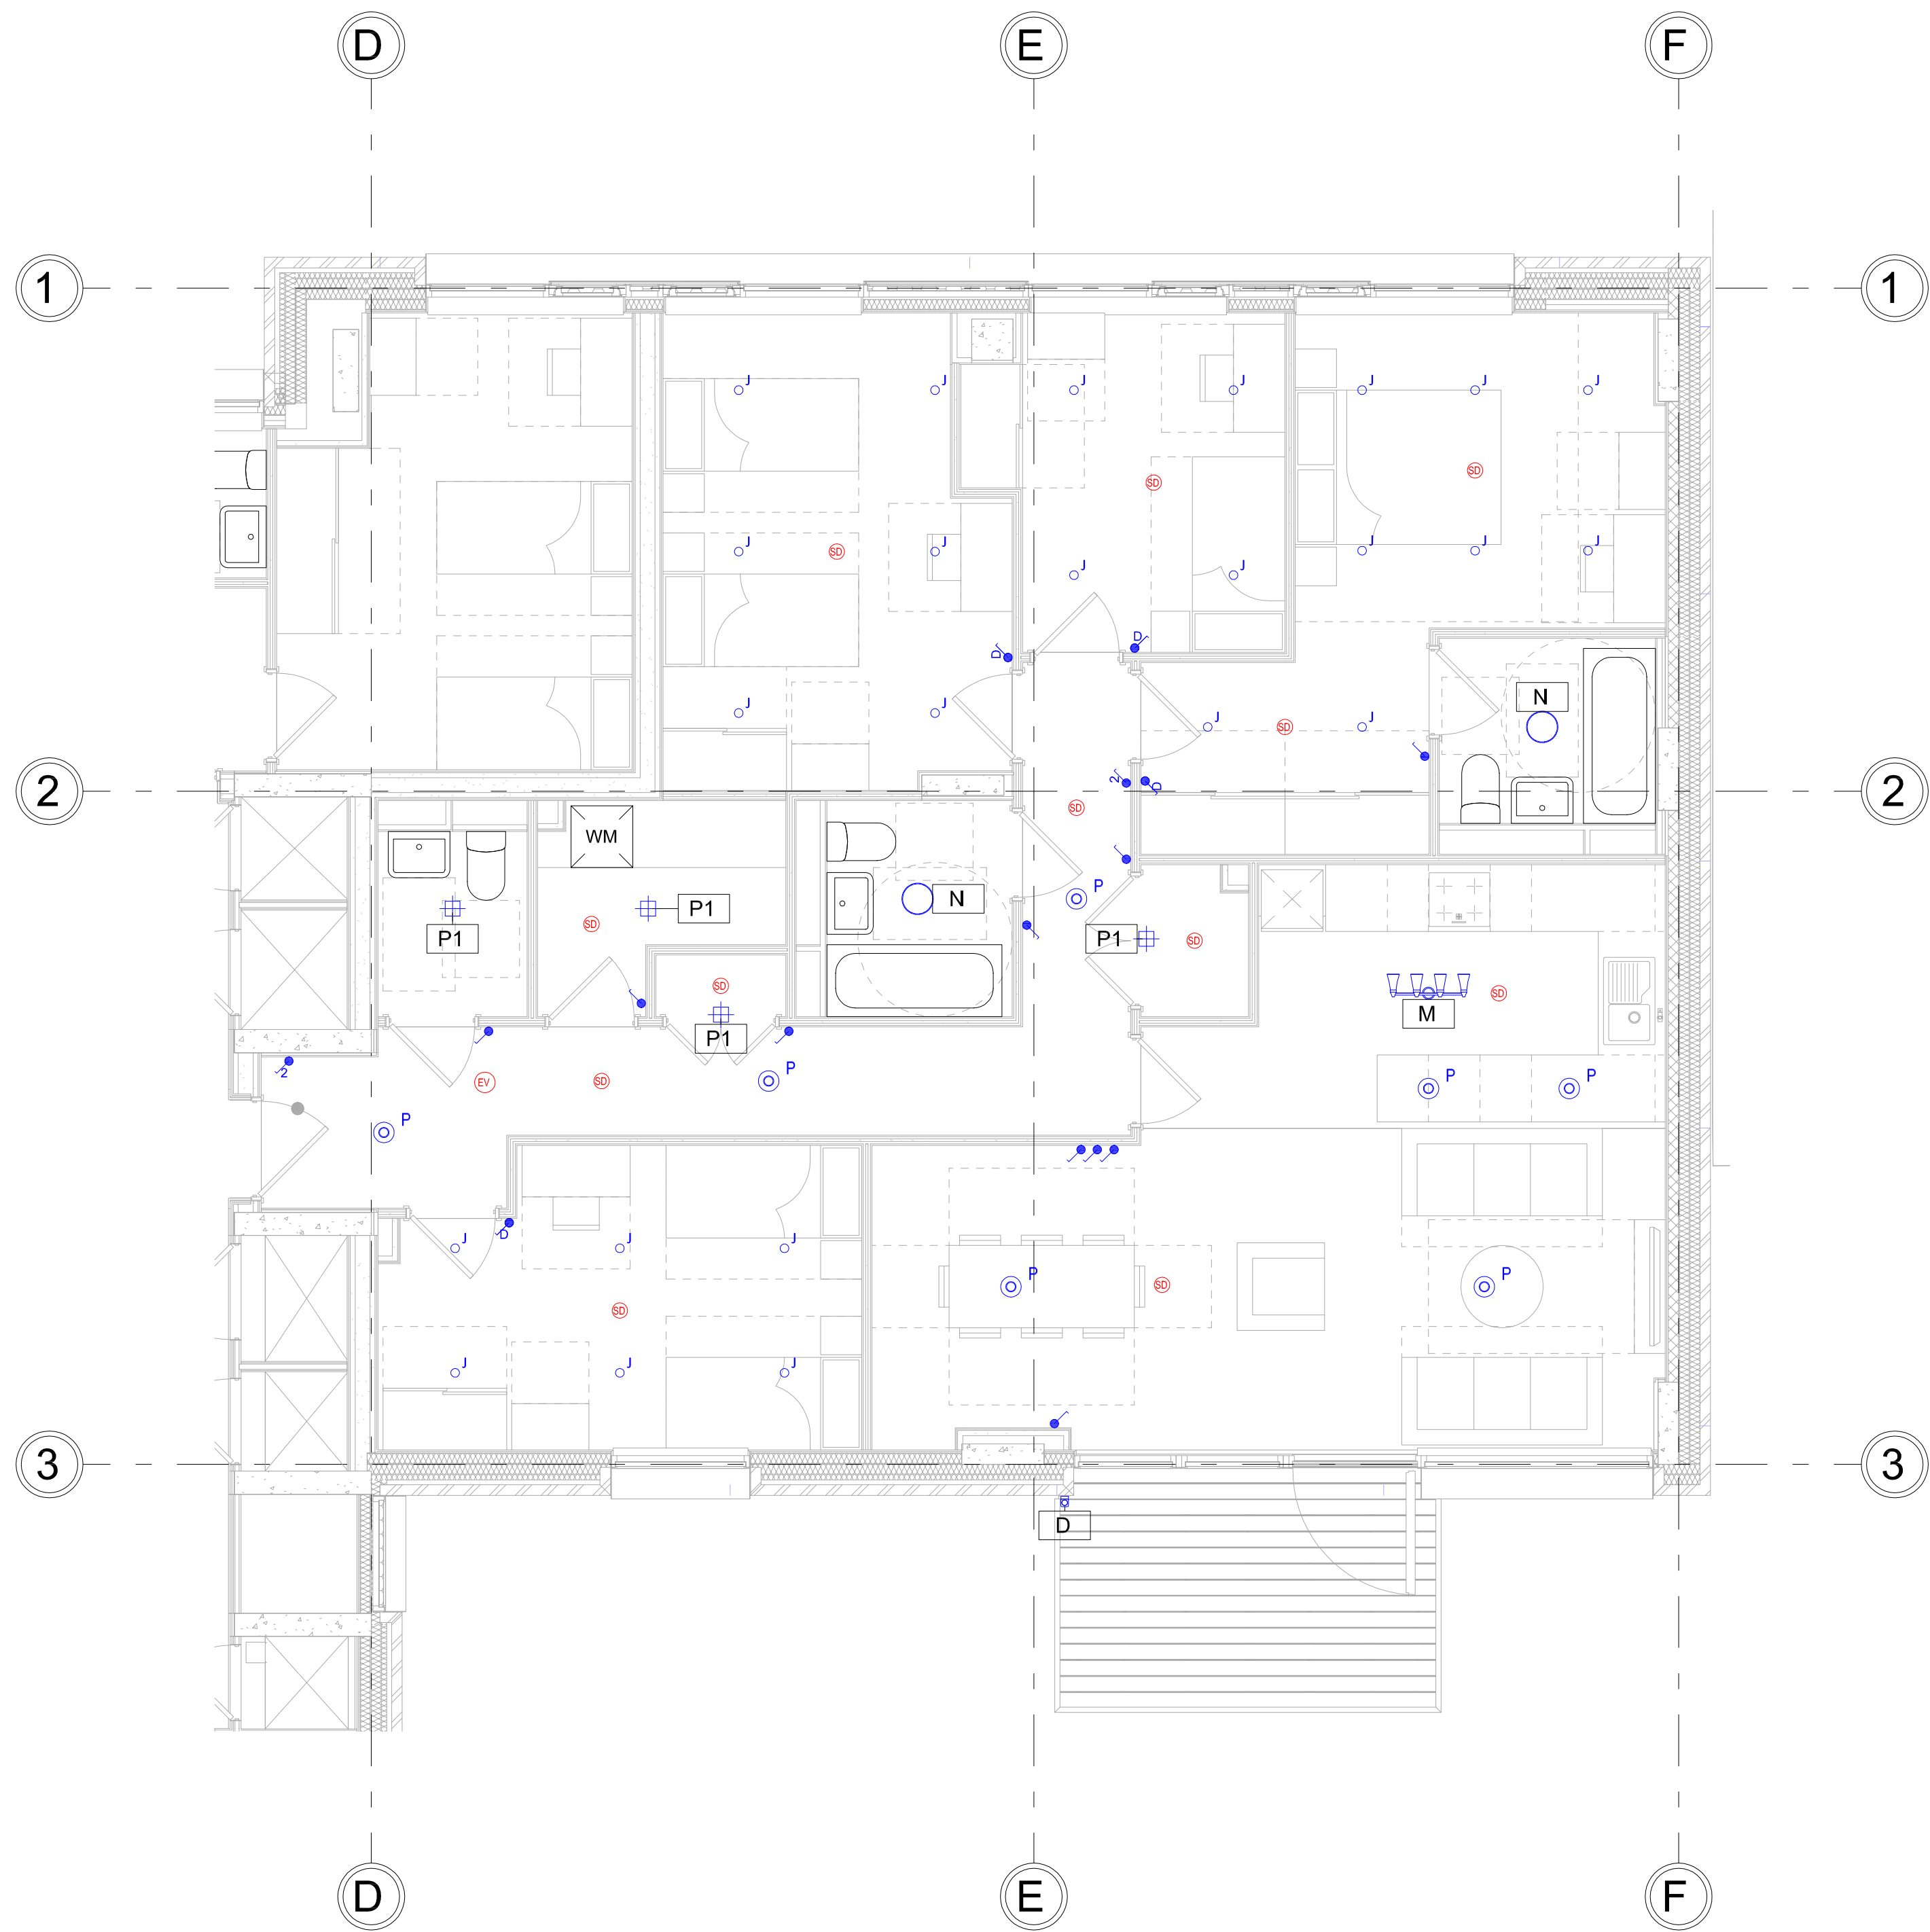 D E F
1 1
J J J J J J J
SD SD
J J J J J
SD
J J
D D
N
J J J J
SD
2 2 2 D
SD
WM
P
N
P1
P1 P1
SD SD
SD SD
M
P1
2 EV SD P P P
P
D
J J J
P SD P
SD
J J J
3 3
D
D E F